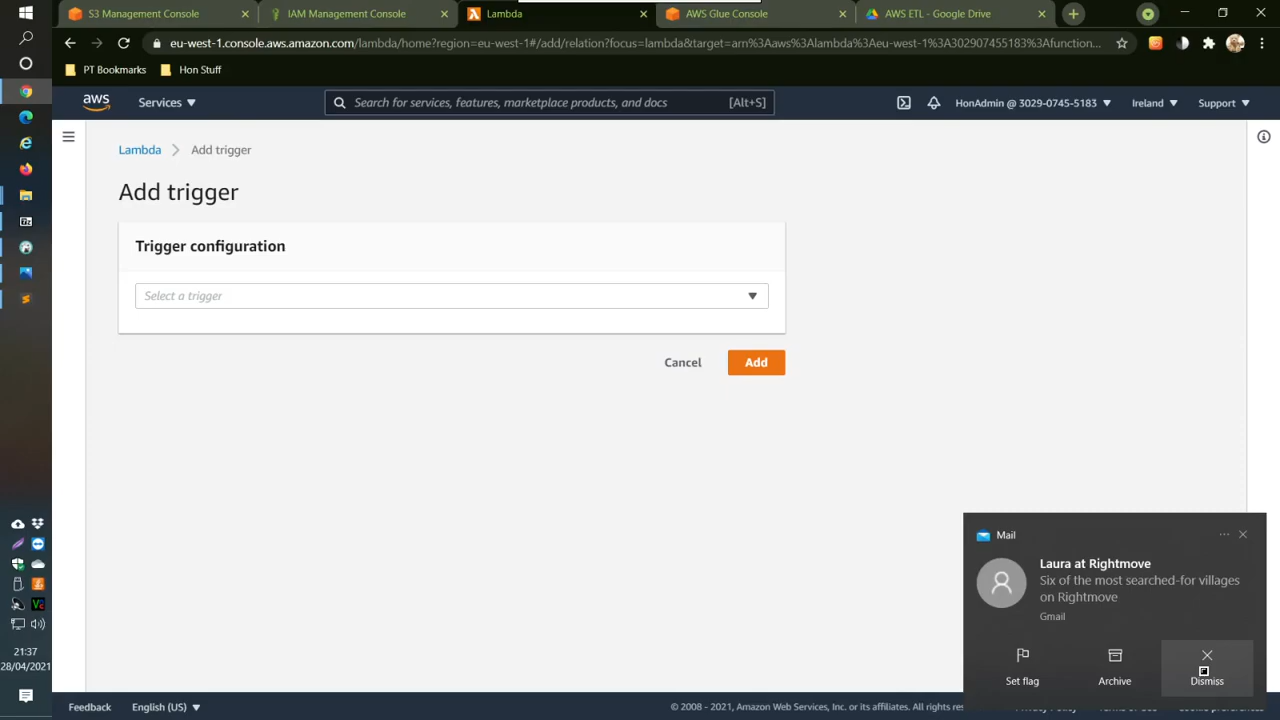 S3 Management Console
IAM Management Console
Lambda
AWS Glue Console
AWS ETL - Google Drive
eu-west-1.console.aws.amazon.com/lambda/home?region=eu-west-1#/add/relation?focus=lambda&target=arn%3Aaws%3Alambda%3Aeu-west-1%3A302907455183%3Afunction...
PT Bookmarks
Hon Stuff
aws
Services
Search for services, features, marketplace products, and docs
[Alt+S]
HonAdmin @ 3029-0745-5183
Ireland
Support
Lambda
Add trigger
Add trigger
Trigger configuration
Select a trigger
Cancel
Add
Mail
Laura at Rightmove
Six of the most searched-for villages
on Rightmove
Gmail
Set flag
Archive
Dismiss
21:37
28/04/2021
Feedback
English (US)
© 2008 - 2021, Amazon Web Services, Inc. or its affiliates. All rights